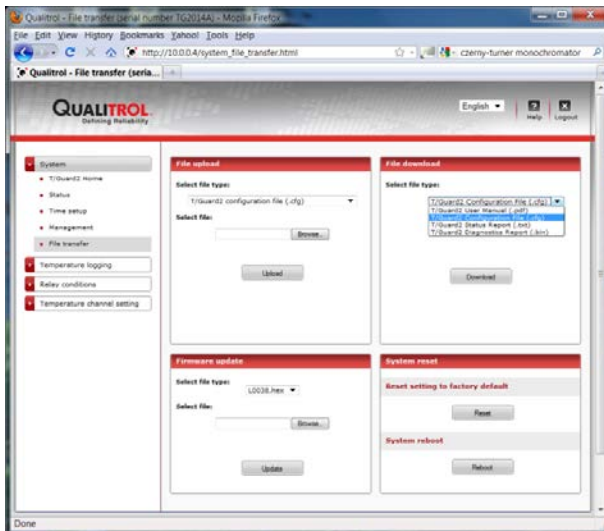 Qualitrol - File transfer (serial number TG2014A) - Mozilla Firefox
File Edit View History Bookmarks Yahoo! Tools Help
http://10.0.0.4/system_file_transfer.html
czerny-turner monochromator
Qualitrol - File transfer (seria...
QUALITROL
Defining Reliability
English
Help
Logout
System
T/Guard2 Home
Status
Time setup
Management
File transfer
Temperature logging
Relay conditions
Temperature channel setting
File upload
Select file type:
T/Guard2 configuration file (.cfg)
Select file:
Browse..
Upload
File download
Select file type:
T/Guard2 Configuration File (.cfg)
T/Guard2 User Manual (.pdf)
T/Guard2 Configuration File (.cfg)
T/Guard2 Status Report (.txt)
T/Guard2 Diagnostics Report (.bin)
Download
Firmware update
Select file type:
L0038.hex
Select file:
Browse..
Update
System reset
Reset setting to factory default
Reset
System reboot
Reboot
Done